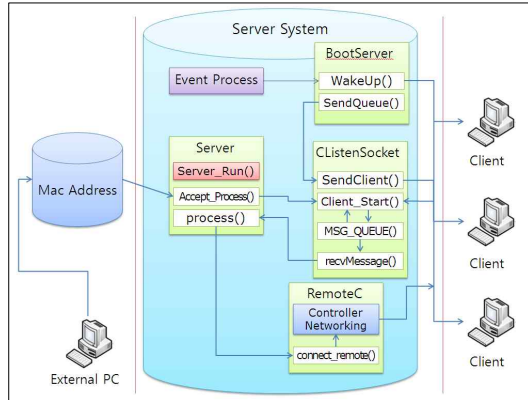 Server System
BootServer
Event Process
WakeUp()
SendQueue()
Client
Server
Server_Run()
Accept_Process()
process()
CListenSocket
SendClient()
Client_Start()
MSG_QUEUE()
recvMessage()
Mac Address
Client
RemoteC
Controller
Networking
connect_remote()
External PC
Client